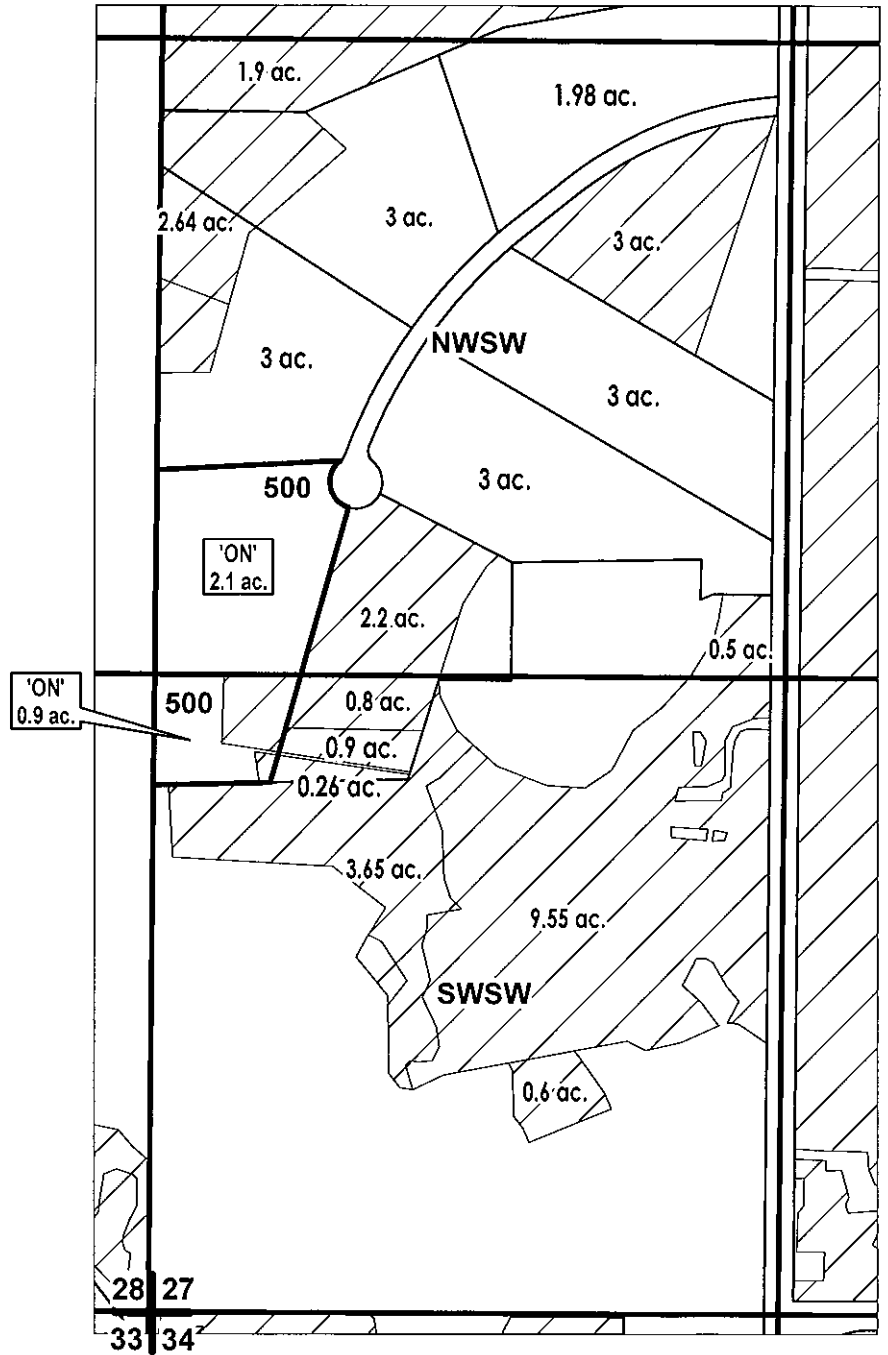 1.9 ac.
1.98 ac.
2.64 ac.
3 ac.
3 ac.
NWSW
3 ac.
3 ac.
3 ac.
500
'ON'
2.1 ac.
2.2 ac.
0.5 ac.
'ON'
0.9 ac.
500
0.8 ac.
0.9 ac.
0.26 ac.
3.65 ac.
9.55 ac.
SWSW
0.6 ac.
28 27
33 34